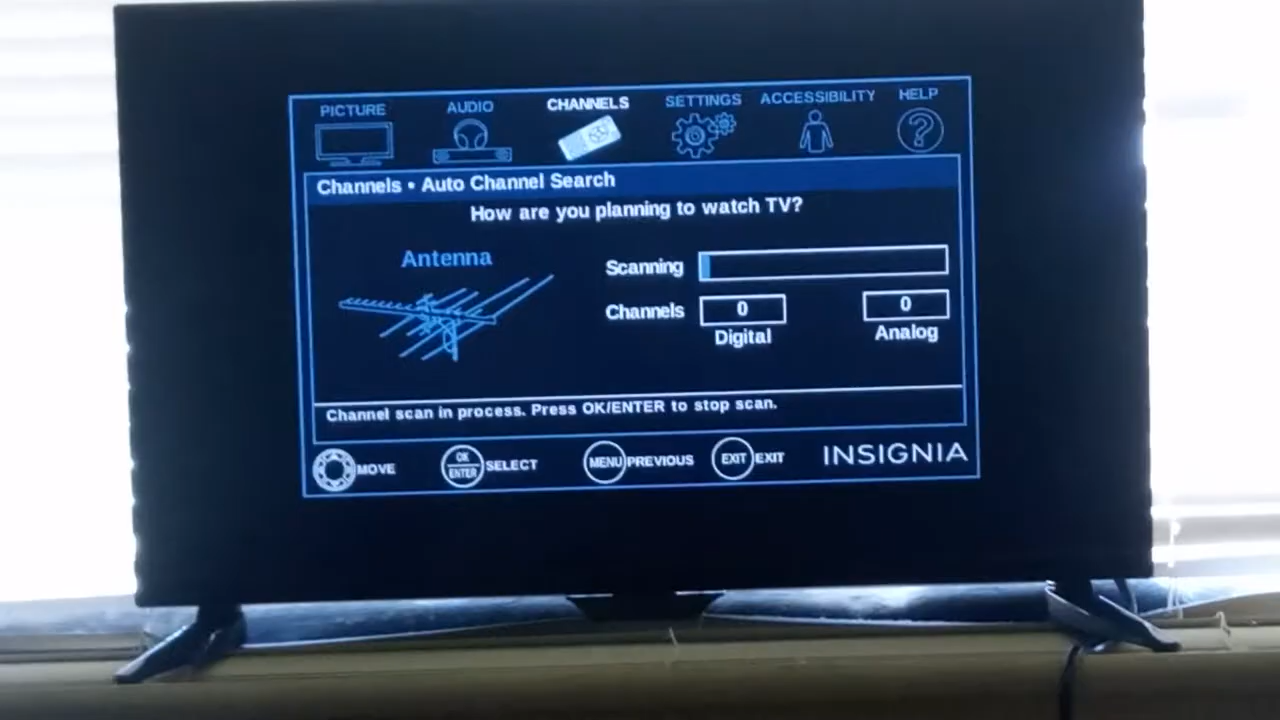 PICTURE AUDIO CHANNELS SETTINGS ACCESSIBILITY HELP
Channels • Auto Channel Search
How are you planning to watch TV?
Antenna
Scanning
Channels 0 0
Digital Analog
Channel scan in process. Press OK/ENTER to stop scan.
MOVE OK ENTER SELECT MENU PREVIOUS EXIT EXIT INSIGNIA